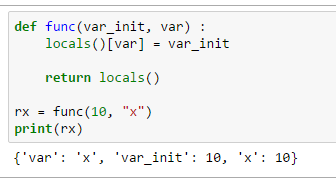 def func(var_init, var) :
    locals()[var] = var_init
    return locals()
rx = func(10, "x")
print(rx)
{'var': 'x', 'var_init': 10, 'x': 10}